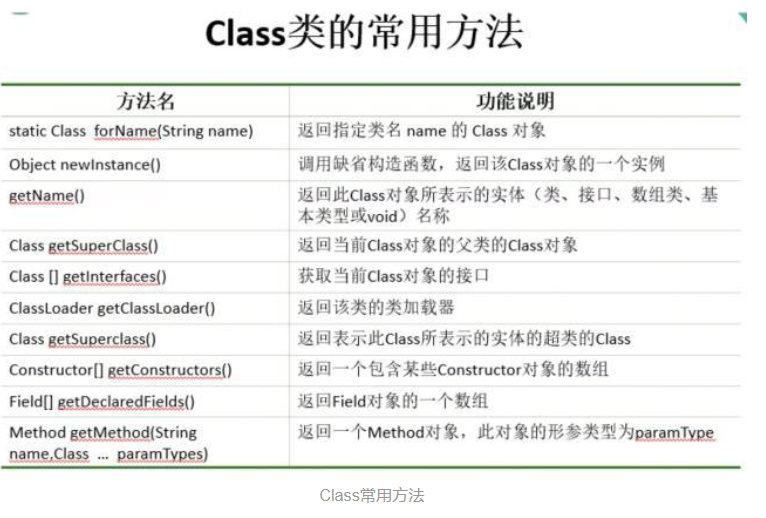 Class类的常用方法
方法名 功能说明
static Class forName(String name) 返回指定类名 name 的 Class 对象
Object newInstance() 调用缺省构造函数，返回该Class对象的一个实例
getName() 返回此Class对象所表示的实体（类、接口、数组类、基
本类型或void）名称
Class getSuperClass() 返回当前Class对象的父类的Class对象
Class [] getInterfaces() 获取当前Class对象的接口
ClassLoader getClassLoader() 返回该类的类加载器
Class getSuperclass() 返回表示此Class所表示的实体的超类的Class
Constructor[] getConstructors() 返回一个包含某些Constructor对象的数组
Field[] getDeclaredFields() 返回Field对象的一个数组
Method getMethod(String 返回一个Method对象，此对象的形参类型为paramType
name,Class … paramTypes)
Class常用方法